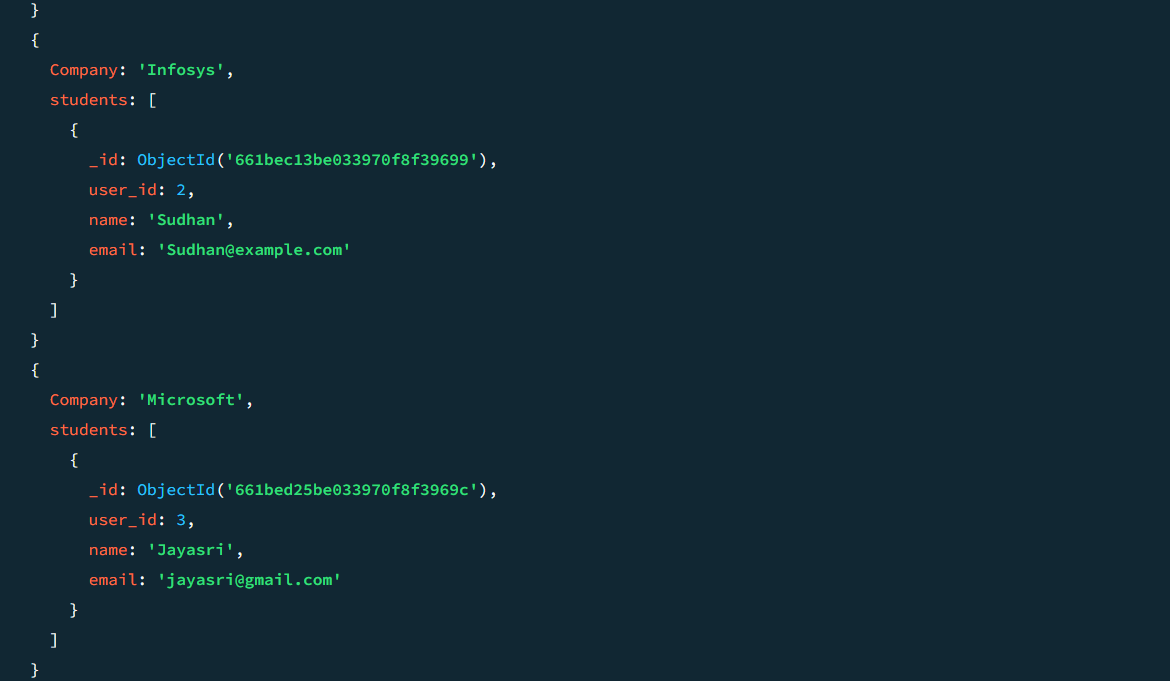 }
{
Company: 'Infosys',
students: [
{
_id: ObjectId('661bec13be033970f8f39699'),
user_id: 2,
name: 'Sudhan',
email: 'Sudhan@example.com'
}
]
}
{
Company: 'Microsoft',
students: [
{
_id: ObjectId('661bed25be033970f8f3969c'),
user_id: 3,
name: 'Jayasri',
email: 'jayasri@gmail.com'
}
]
}